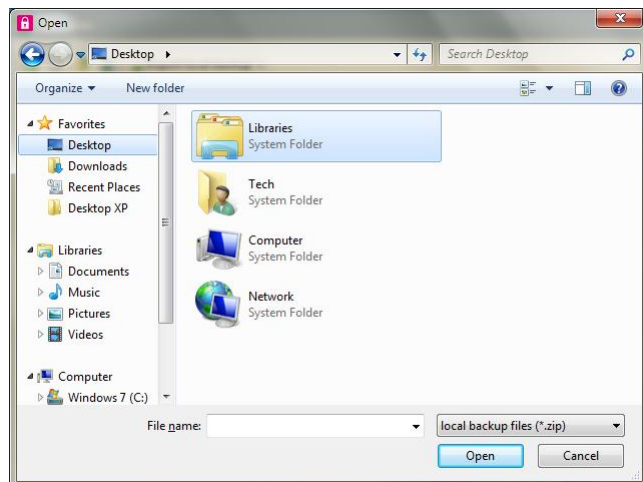 Open
Desktop
Search Desktop
Organize
New folder
Favorites
Desktop
Downloads
Recent Places
Desktop XP
Libraries
Documents
Music
Pictures
Videos
Computer
Windows 7 (C:)
Libraries
System Folder
Tech
System Folder
Computer
System Folder
Network
System Folder
File name:
local backup files (*.zip)
Open
Cancel